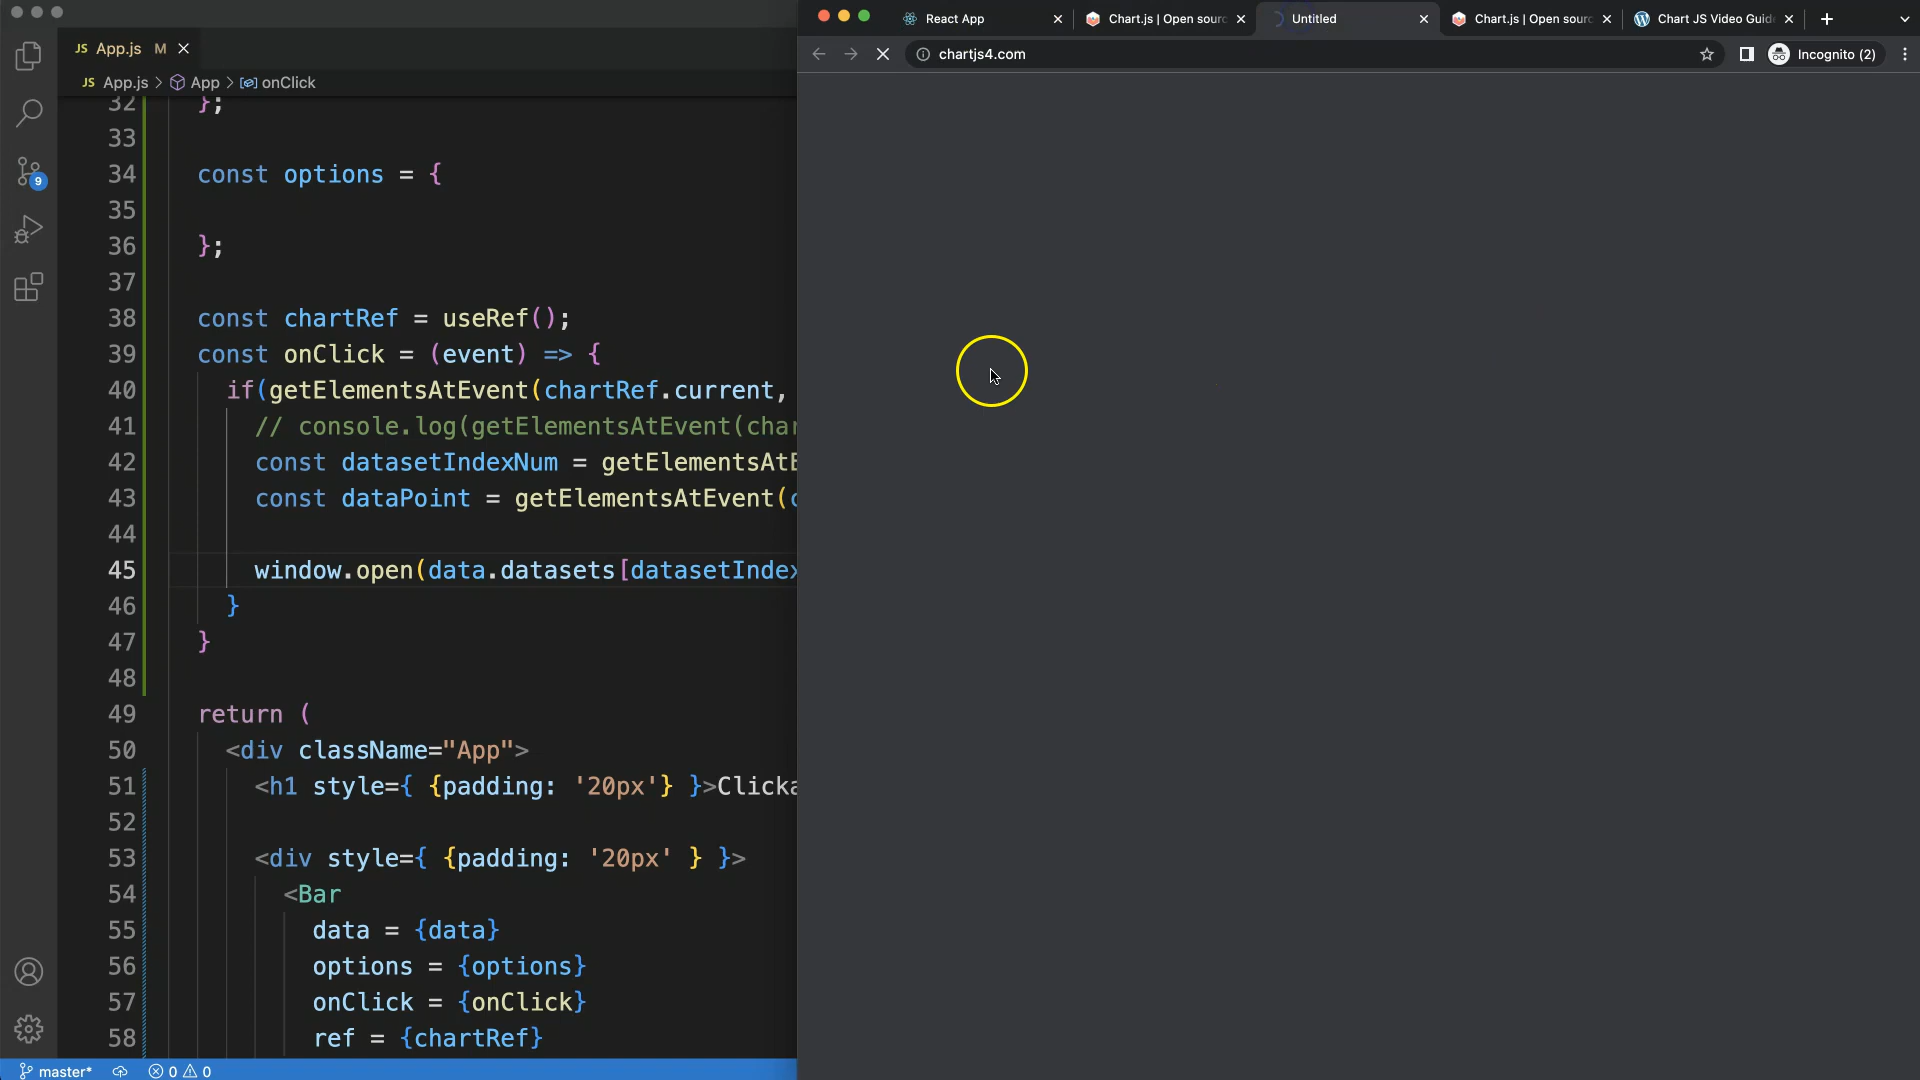 JS App.js M
JS App.js > App > onClick
32 };
33
34 const options = {
35
36 };
37
38 const chartRef = useRef();
39 const onClick = (event) => {
40 if(getElementsAtEvent(chartRef.current,
41 // console.log(getElementsAtEvent(char
42 const datasetIndexNum = getElementsAtE
43 const dataPoint = getElementsAtEvent(c
44
45 window.open(data.datasets[datasetIndex
46 }
47 }
48
49 return (
50 <div className="App">
51 <h1 style={ {padding: '20px'} }>Clicka
52
53 <div style={ {padding: '20px' } }>
54 <Bar
55 data = {data}
56 options = {options}
57 onClick = {onClick}
58 ref = {chartRef}
9
master* 0 0
React App Chart.js | Open sourc Untitled Chart.js | Open sourc Chart JS Video Guid
chartjs4.com Incognito (2)